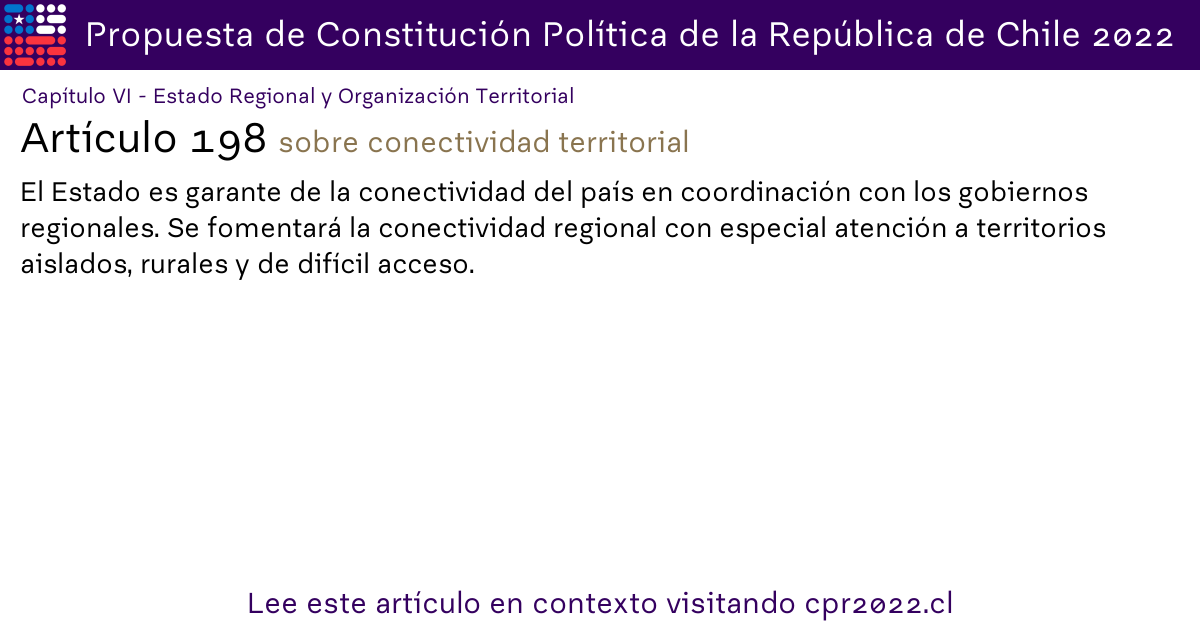 Propuesta de Constitución Política de la República de Chile 2022
Capítulo VI - Estado Regional y Organización Territorial
Artículo 198 sobre conectividad territorial
El Estado es garante de la conectividad del país en coordinación con los gobiernos
regionales. Se fomentará la conectividad regional con especial atención a territorios
aislados, rurales y de difícil acceso.
Lee este artículo en contexto visitando cpr2022.cl